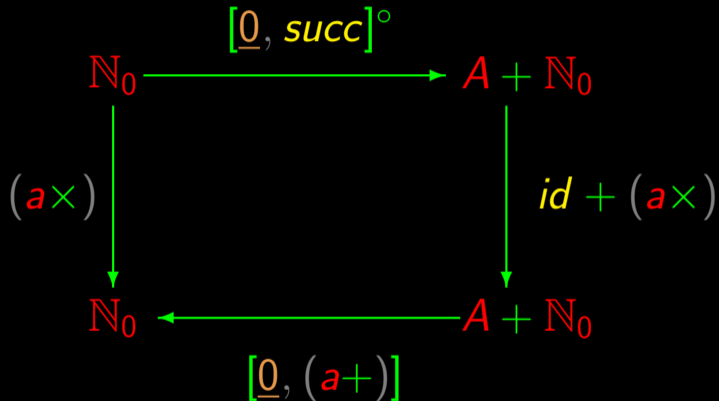 [0, succ]°
ℕ₀ A + ℕ₀
(a×) id + (a×)
ℕ₀ A + ℕ₀
[0, (a+)]